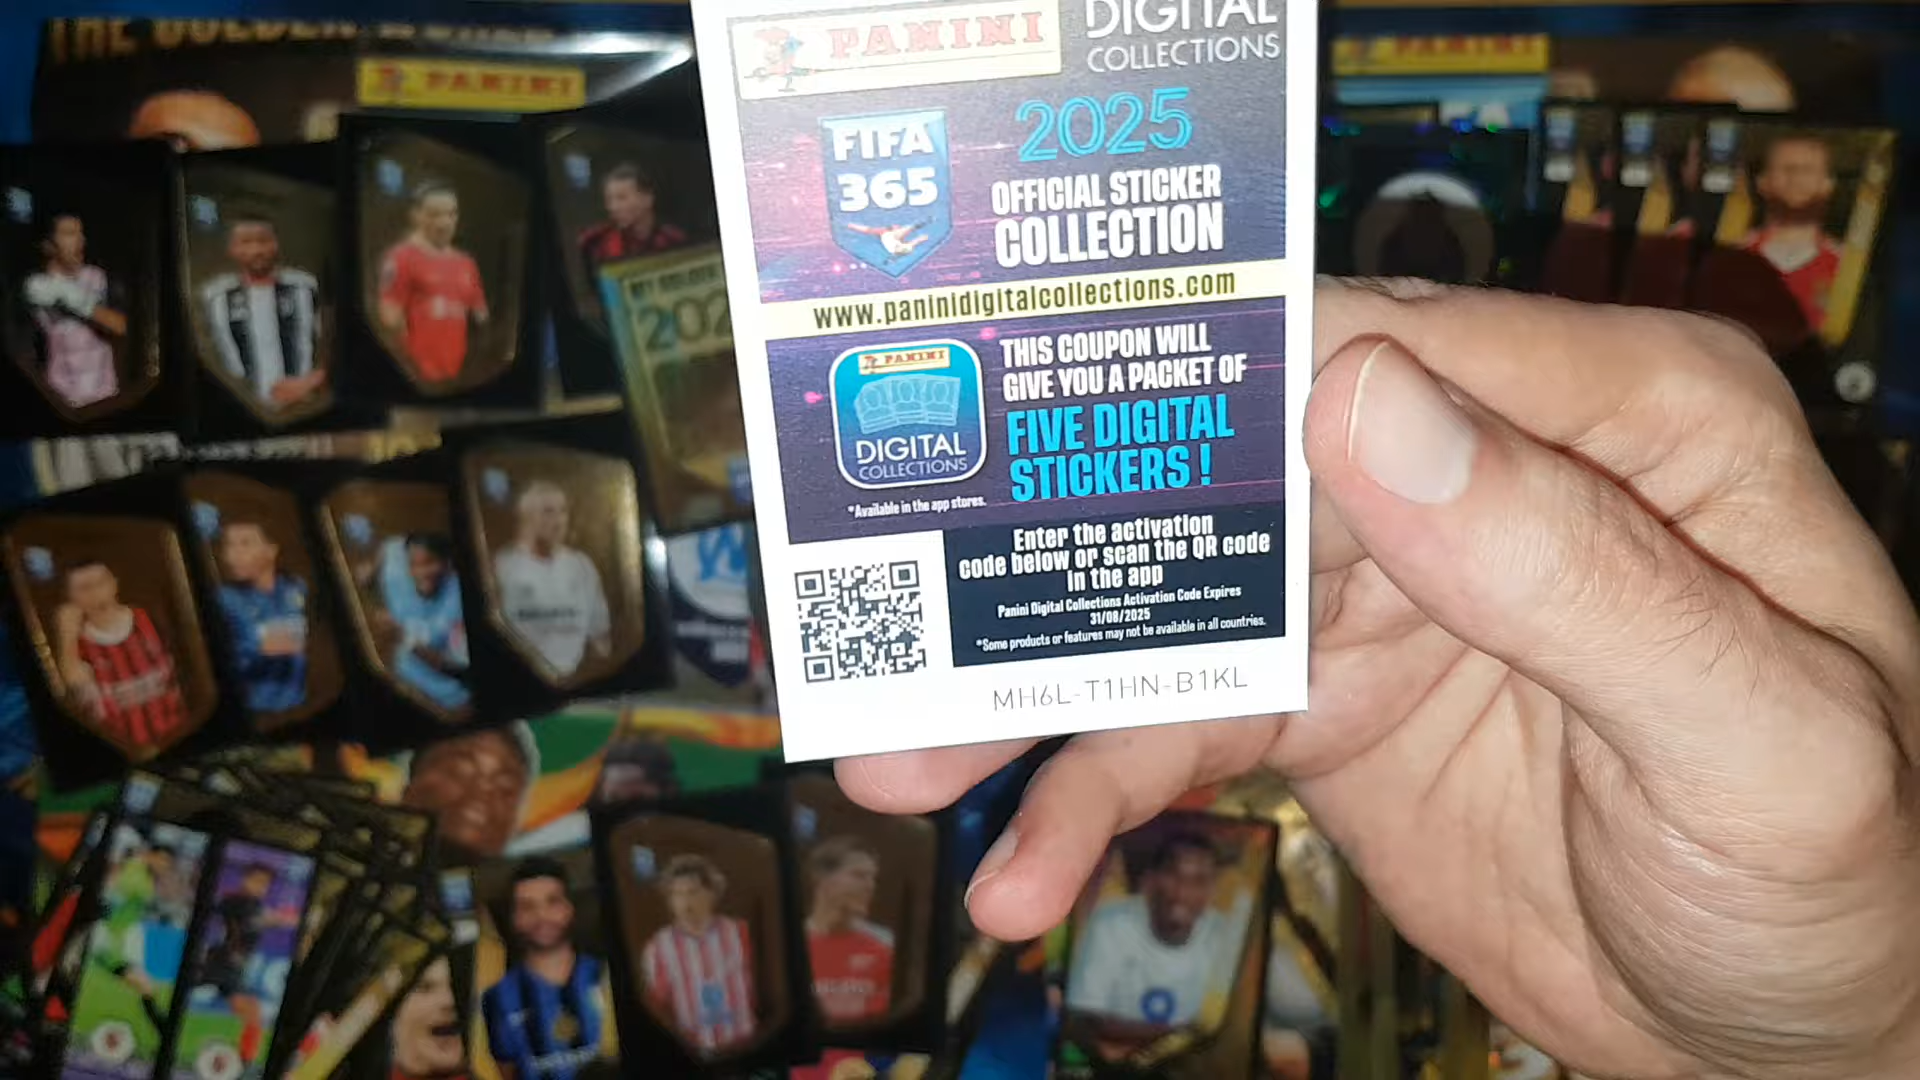 PANINI
DIGITAL
COLLECTIONS
FIFA
365
2025
OFFICIAL STICKER
COLLECTION
www.paninidigitalcollections.com
PANINI
DIGITAL
COLLECTIONS
THIS COUPON WILL
GIVE YOU A PACKET OF
FIVE DIGITAL
STICKERS!
*Available in the app stores.
Enter the activation
code below or scan the QR code
in the app
Panini Digital Collections Activation Code Expires
31/08/2025
*Some products or features may not be available in all countries.
MH6L-T1HN-B1KL
PANINI
PANINI